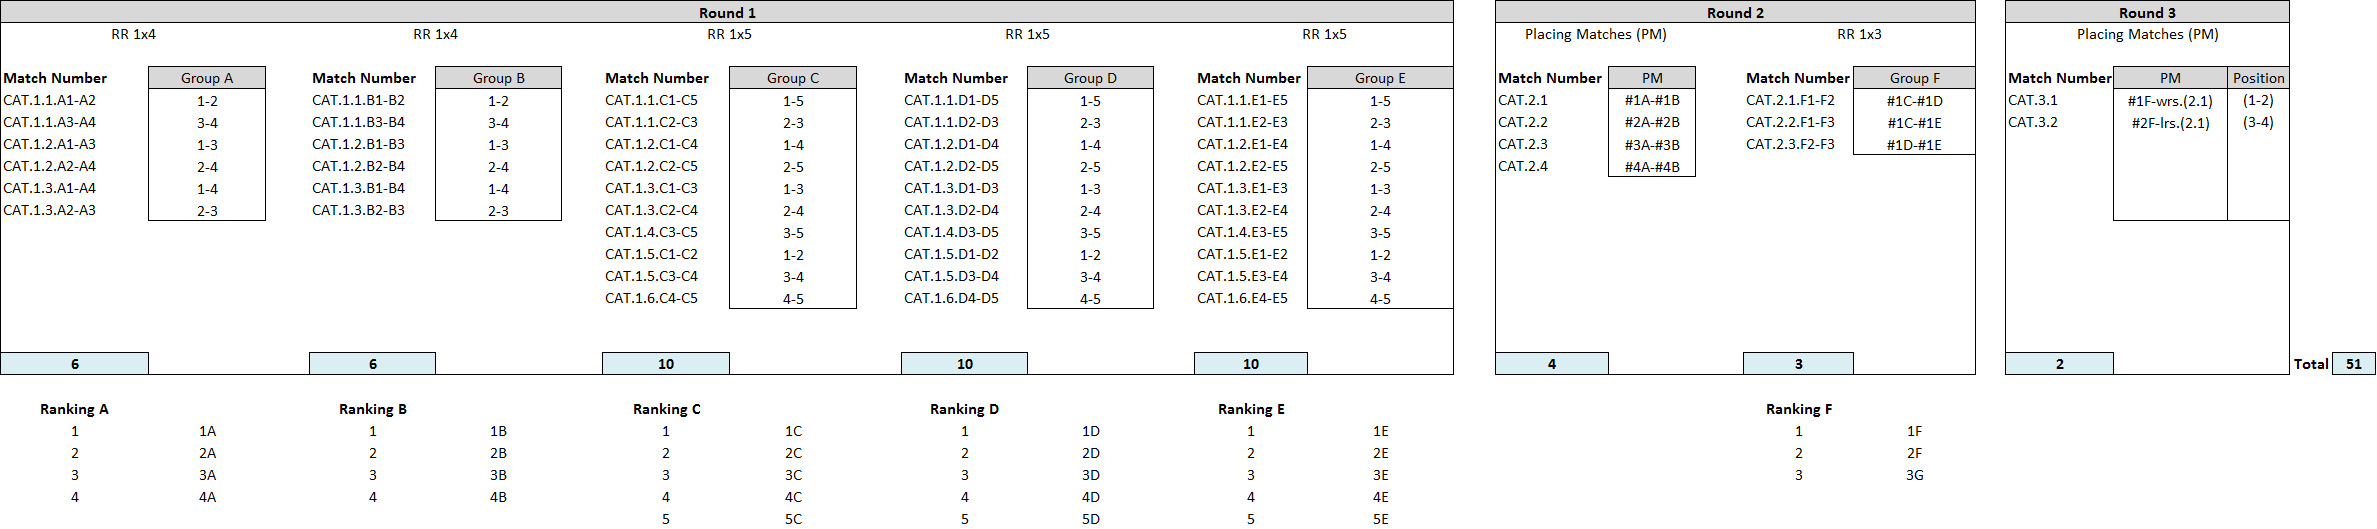 Round 1 Round 2 Round 3
RR 1x4 RR 1x4 RR 1x5 RR 1x5 RR 1x5 Placing Matches (PM) RR 1x3 Placing Matches (PM)
Match Number Group A Match Number Group B Match Number Group C Match Number Group D Match Number Group E Match Number PM Match Number Group F Match Number PM Position
CAT.1.1.A1-A2 1-2 CAT.1.1.B1-B2 1-2 CAT.1.1.C1-C5 1-5 CAT.1.1.D1-D5 1-5 CAT.1.1.E1-E5 1-5 CAT.2.1 #1A-#1B CAT.2.1.F1-F2 #1C-#1D CAT.3.1 #1F-wrs.(2.1) (1-2)
CAT.1.1.A3-A4 3-4 CAT.1.1.B3-B4 3-4 CAT.1.1.C2-C3 2-3 CAT.1.1.D2-D3 2-3 CAT.1.1.E2-E3 2-3 CAT.2.2 #2A-#2B CAT.2.2.F1-F3 #1C-#1E CAT.3.2 #2F-lrs.(2.1) (3-4)
CAT.1.2.A1-A3 1-3 CAT.1.2.B1-B3 1-3 CAT.1.2.C1-C4 1-4 CAT.1.2.D1-D4 1-4 CAT.1.2.E1-E4 1-4 CAT.2.3 #3A-#3B CAT.2.3.F2-F3 #1D-#1E
CAT.1.2.A2-A4 2-4 CAT.1.2.B2-B4 2-4 CAT.1.2.C2-C5 2-5 CAT.1.2.D2-D5 2-5 CAT.1.2.E2-E5 2-5 CAT.2.4 #4A-#4B
CAT.1.3.A1-A4 1-4 CAT.1.3.B1-B4 1-4 CAT.1.3.C1-C3 1-3 CAT.1.3.D1-D3 1-3 CAT.1.3.E1-E3 1-3
CAT.1.3.A2-A3 2-3 CAT.1.3.B2-B3 2-3 CAT.1.3.C2-C4 2-4 CAT.1.3.D2-D4 2-4 CAT.1.3.E2-E4 2-4
CAT.1.4.C3-C5 3-5 CAT.1.4.D3-D5 3-5 CAT.1.4.E3-E5 3-5
CAT.1.5.C1-C2 1-2 CAT.1.5.D1-D2 1-2 CAT.1.5.E1-E2 1-2
CAT.1.5.C3-C4 3-4 CAT.1.5.D3-D4 3-4 CAT.1.5.E3-E4 3-4
CAT.1.6.C4-C5 4-5 CAT.1.6.D4-D5 4-5 CAT.1.6.E4-E5 4-5
6 6 10 10 10 4 3 2 Total 51
Ranking A Ranking B Ranking C Ranking D Ranking E Ranking F
1 1A 1 1B 1 1C 1 1D 1 1E 1 1F
2 2A 2 2B 2 2C 2 2D 2 2E 2 2F
3 3A 3 3B 3 3C 3 3D 3 3E 3 3G
4 4A 4 4B 4 4C 4 4D 4 4E
5 5C 5 5D 5 5E